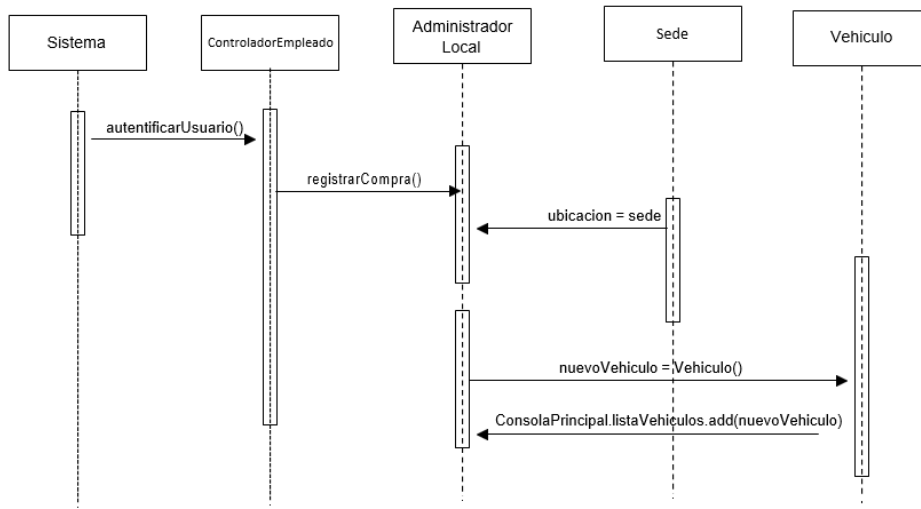 Sistema
ControladorEmpleado
Administrador
Local
Sede
Vehiculo
autentificarUsuario()
registrarCompra()
ubicacion = sede
nuevoVehiculo = Vehiculo()
ConsolaPrincipal.listaVehiculos.add(nuevoVehiculo)